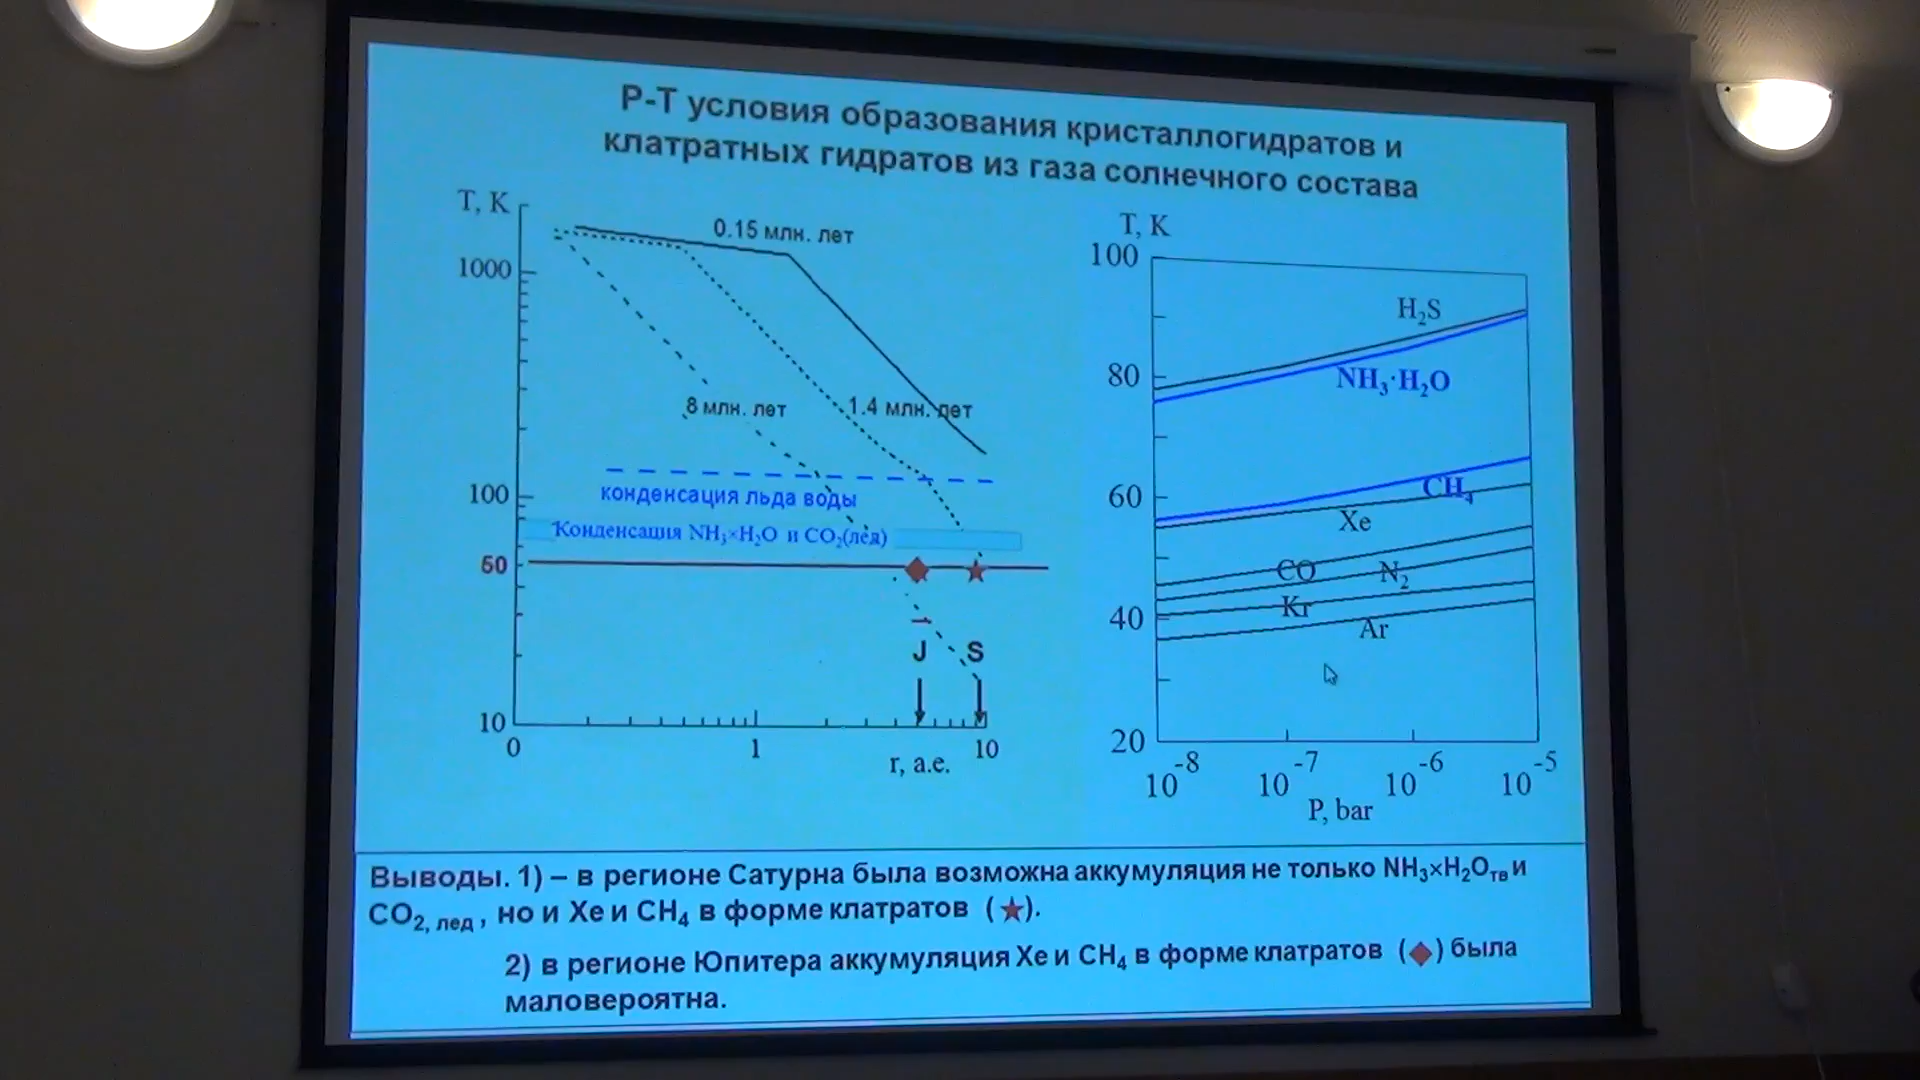 Р-Т условия образования кристаллогидратов и
клатратных гидратов из газа солнечного состава
T, K
0.15 млн. лет
1000
8 млн. лет
1.4 млн. лет
конденсация льда воды
100
Конденсация NH₃×H₂O и CO₂(лёд)
60
J
S
10
0
1
10
r, a.e.
T, K
100
H₂S
80
NH₃·H₂O
60
CH₄
Xe
CO
N₂
Kr
40
Ar
20
10⁻⁸
10⁻⁷
10⁻⁶
10⁻⁵
P, bar
Выводы. 1) – в регионе Сатурна была возможна аккумуляция не только NH₃×H₂Oтв и
CO₂, лед , но и Xe и CH₄ в форме клатратов (★).
2) в регионе Юпитера аккумуляция Xe и CH₄ в форме клатратов (◆) была
маловероятна.